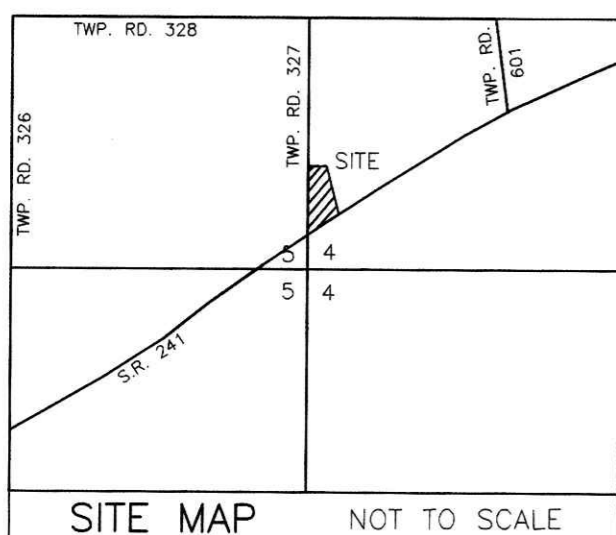 TWP. RD. 328
TWP. RD. 326
TWP. RD. 327
TWP. RD.
601
SITE
5 4
5 4
S.R. 241
SITE MAP NOT TO SCALE